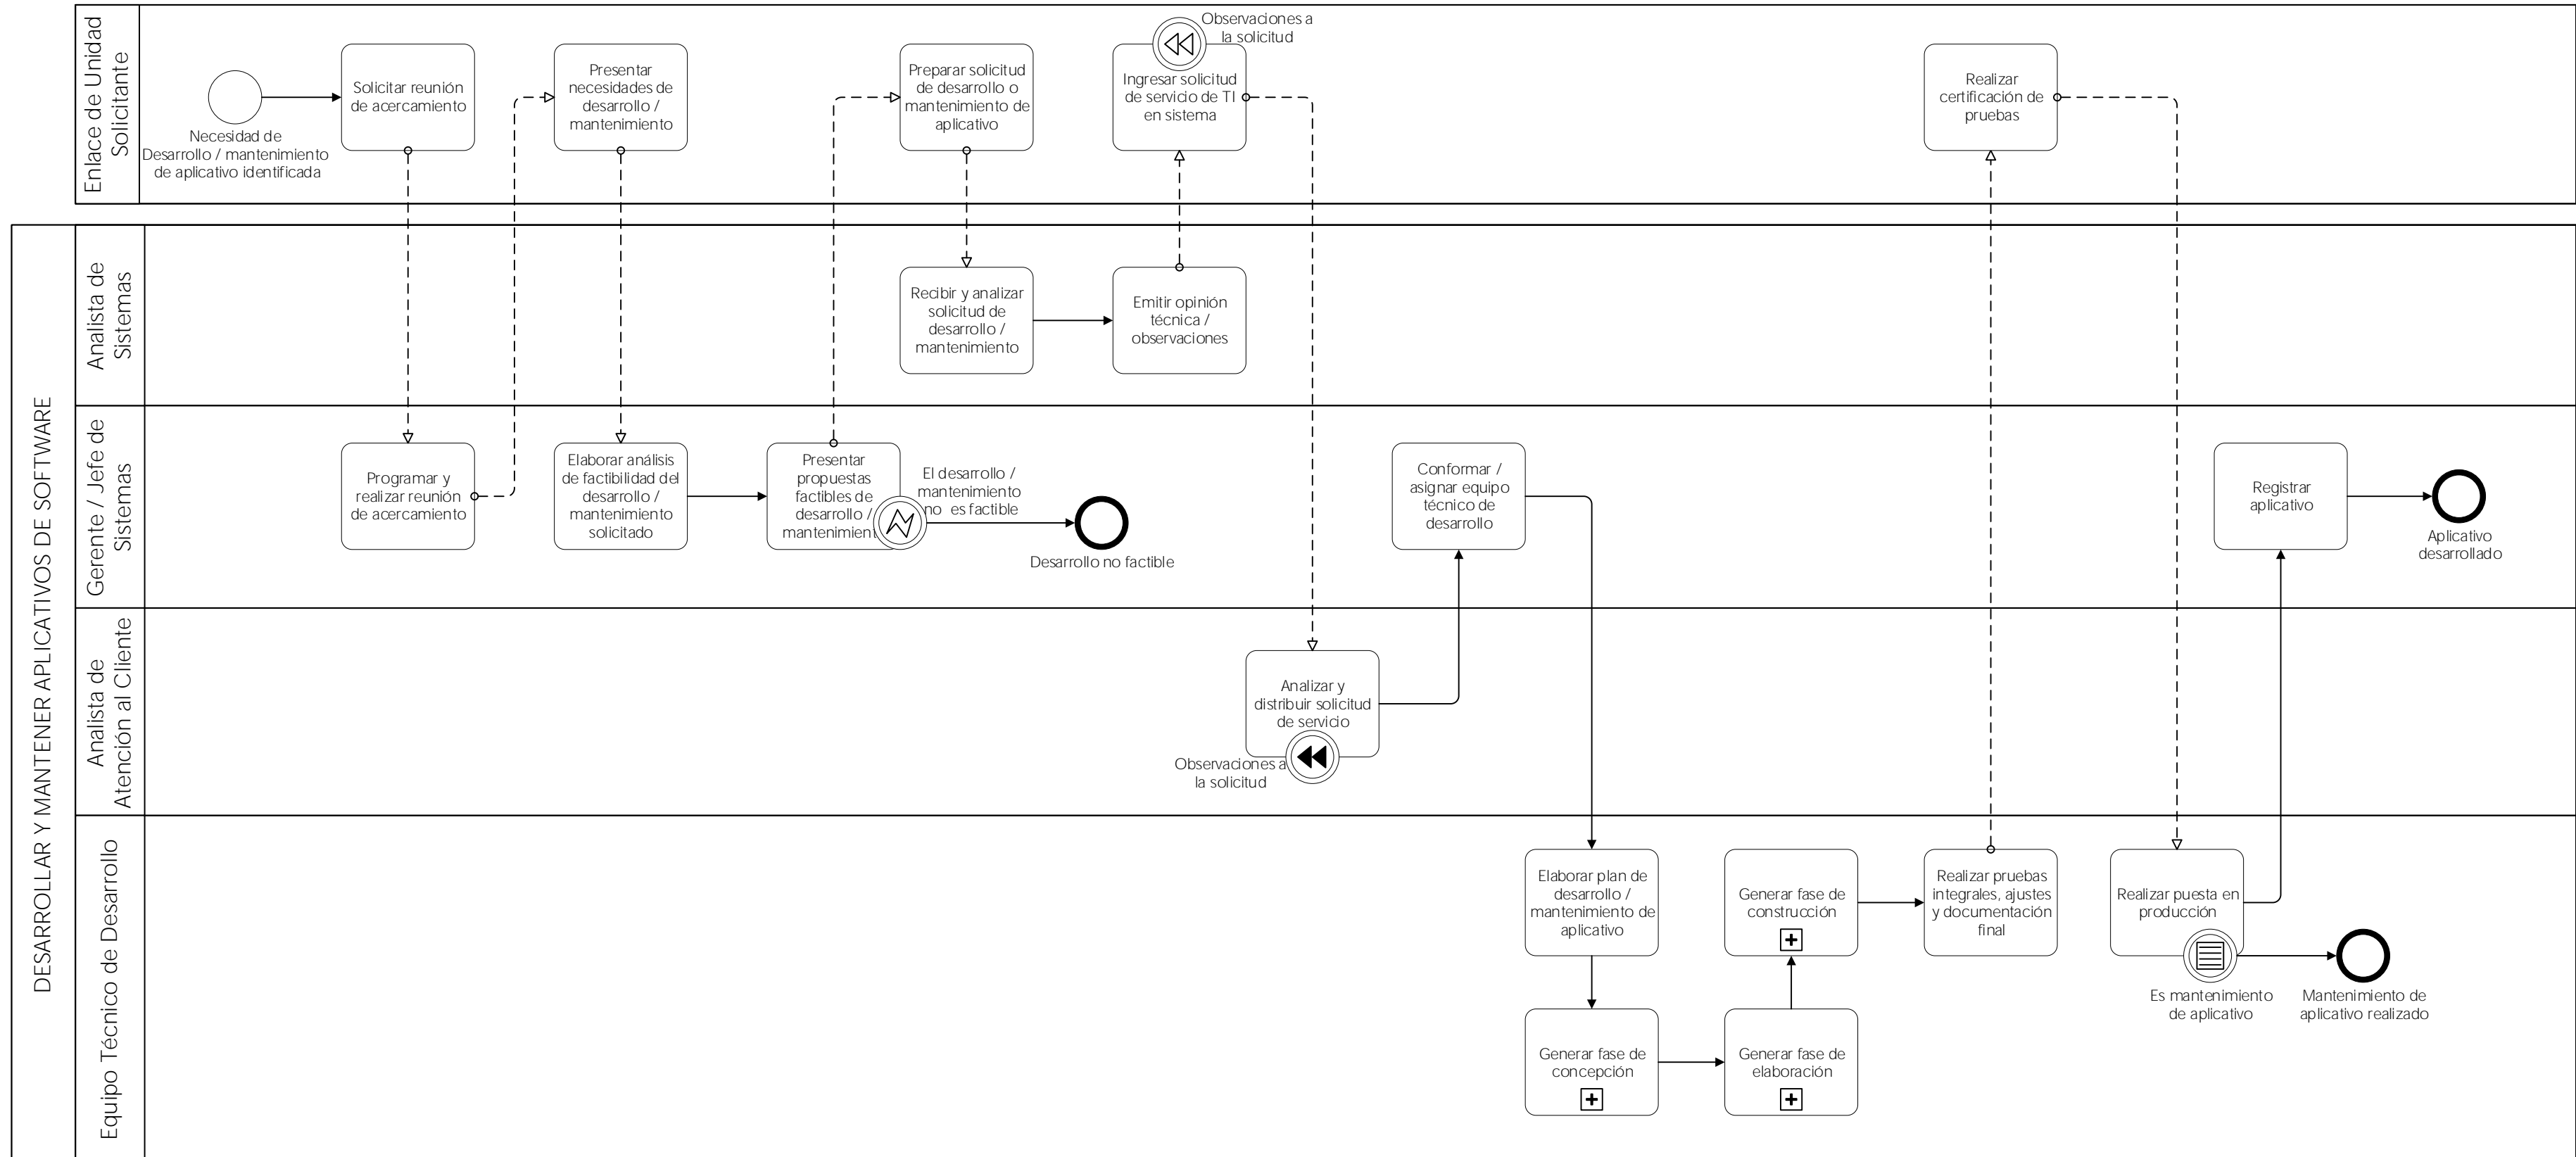 DESARROLLAR Y MANTENER APLICATIVOS DE SOFTWARE
Enlace de Unidad
Solicitante
Necesidad de
Desarrollo / mantenimiento
de aplicativo identificada
Solicitar reunión
de acercamiento
Presentar
necesidades de
desarrollo /
mantenimiento
Preparar solicitud
de desarrollo o
mantenimiento de
aplicativo
Observaciones a
la solicitud
Ingresar solicitud
de servicio de TI
en sistema
Realizar
certificación de
pruebas
Analista de
Sistemas
Recibir y analizar
solicitud de
desarrollo /
mantenimiento
Emitir opinión
técnica /
observaciones
Gerente / Jefe de
Sistemas
Programar y
realizar reunión
de acercamiento
Elaborar análisis
de factibilidad del
desarrollo /
mantenimiento
solicitado
Presentar
propuestas
factibles de
desarrollo /
mantenimient
El desarrollo /
mantenimiento
no es factible
Desarrollo no factible
Conformar /
asignar equipo
técnico de
desarrollo
Registrar
aplicativo
Aplicativo
desarrollado
Analista de
Atención al Cliente
Analizar y
distribuir solicitud
de servicio
Observaciones a
la solicitud
Equipo Técnico de Desarrollo
Elaborar plan de
desarrollo /
mantenimiento de
aplicativo
Generar fase de
concepción
Generar fase de
elaboración
Generar fase de
construcción
Realizar pruebas
integrales, ajustes
y documentación
final
Realizar puesta en
producción
Es mantenimiento
de aplicativo
Mantenimiento de
aplicativo realizado